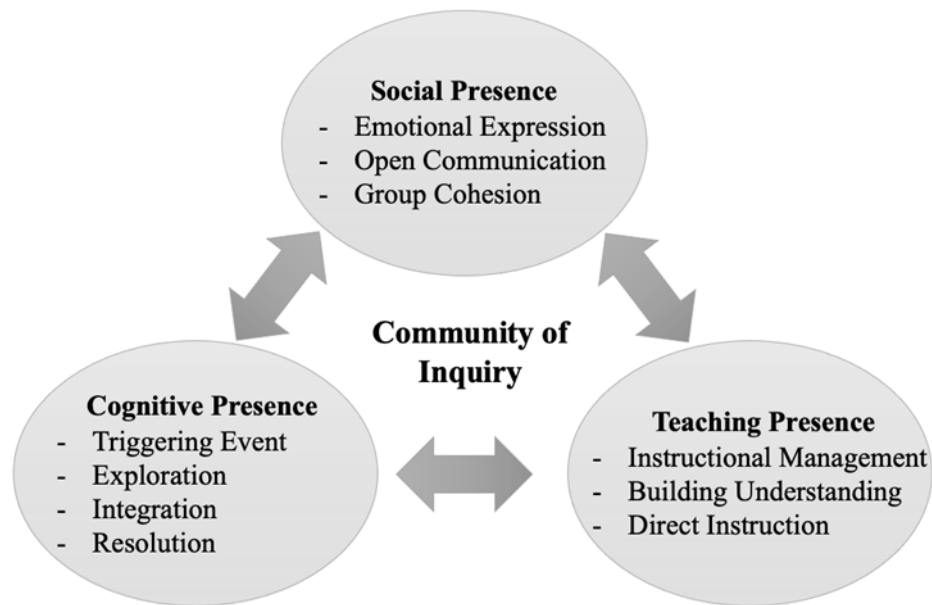 Social Presence
- Emotional Expression
- Open Communication
- Group Cohesion
Community of
Inquiry
Cognitive Presence
- Triggering Event
- Exploration
- Integration
- Resolution
Teaching Presence
- Instructional Management
- Building Understanding
- Direct Instruction